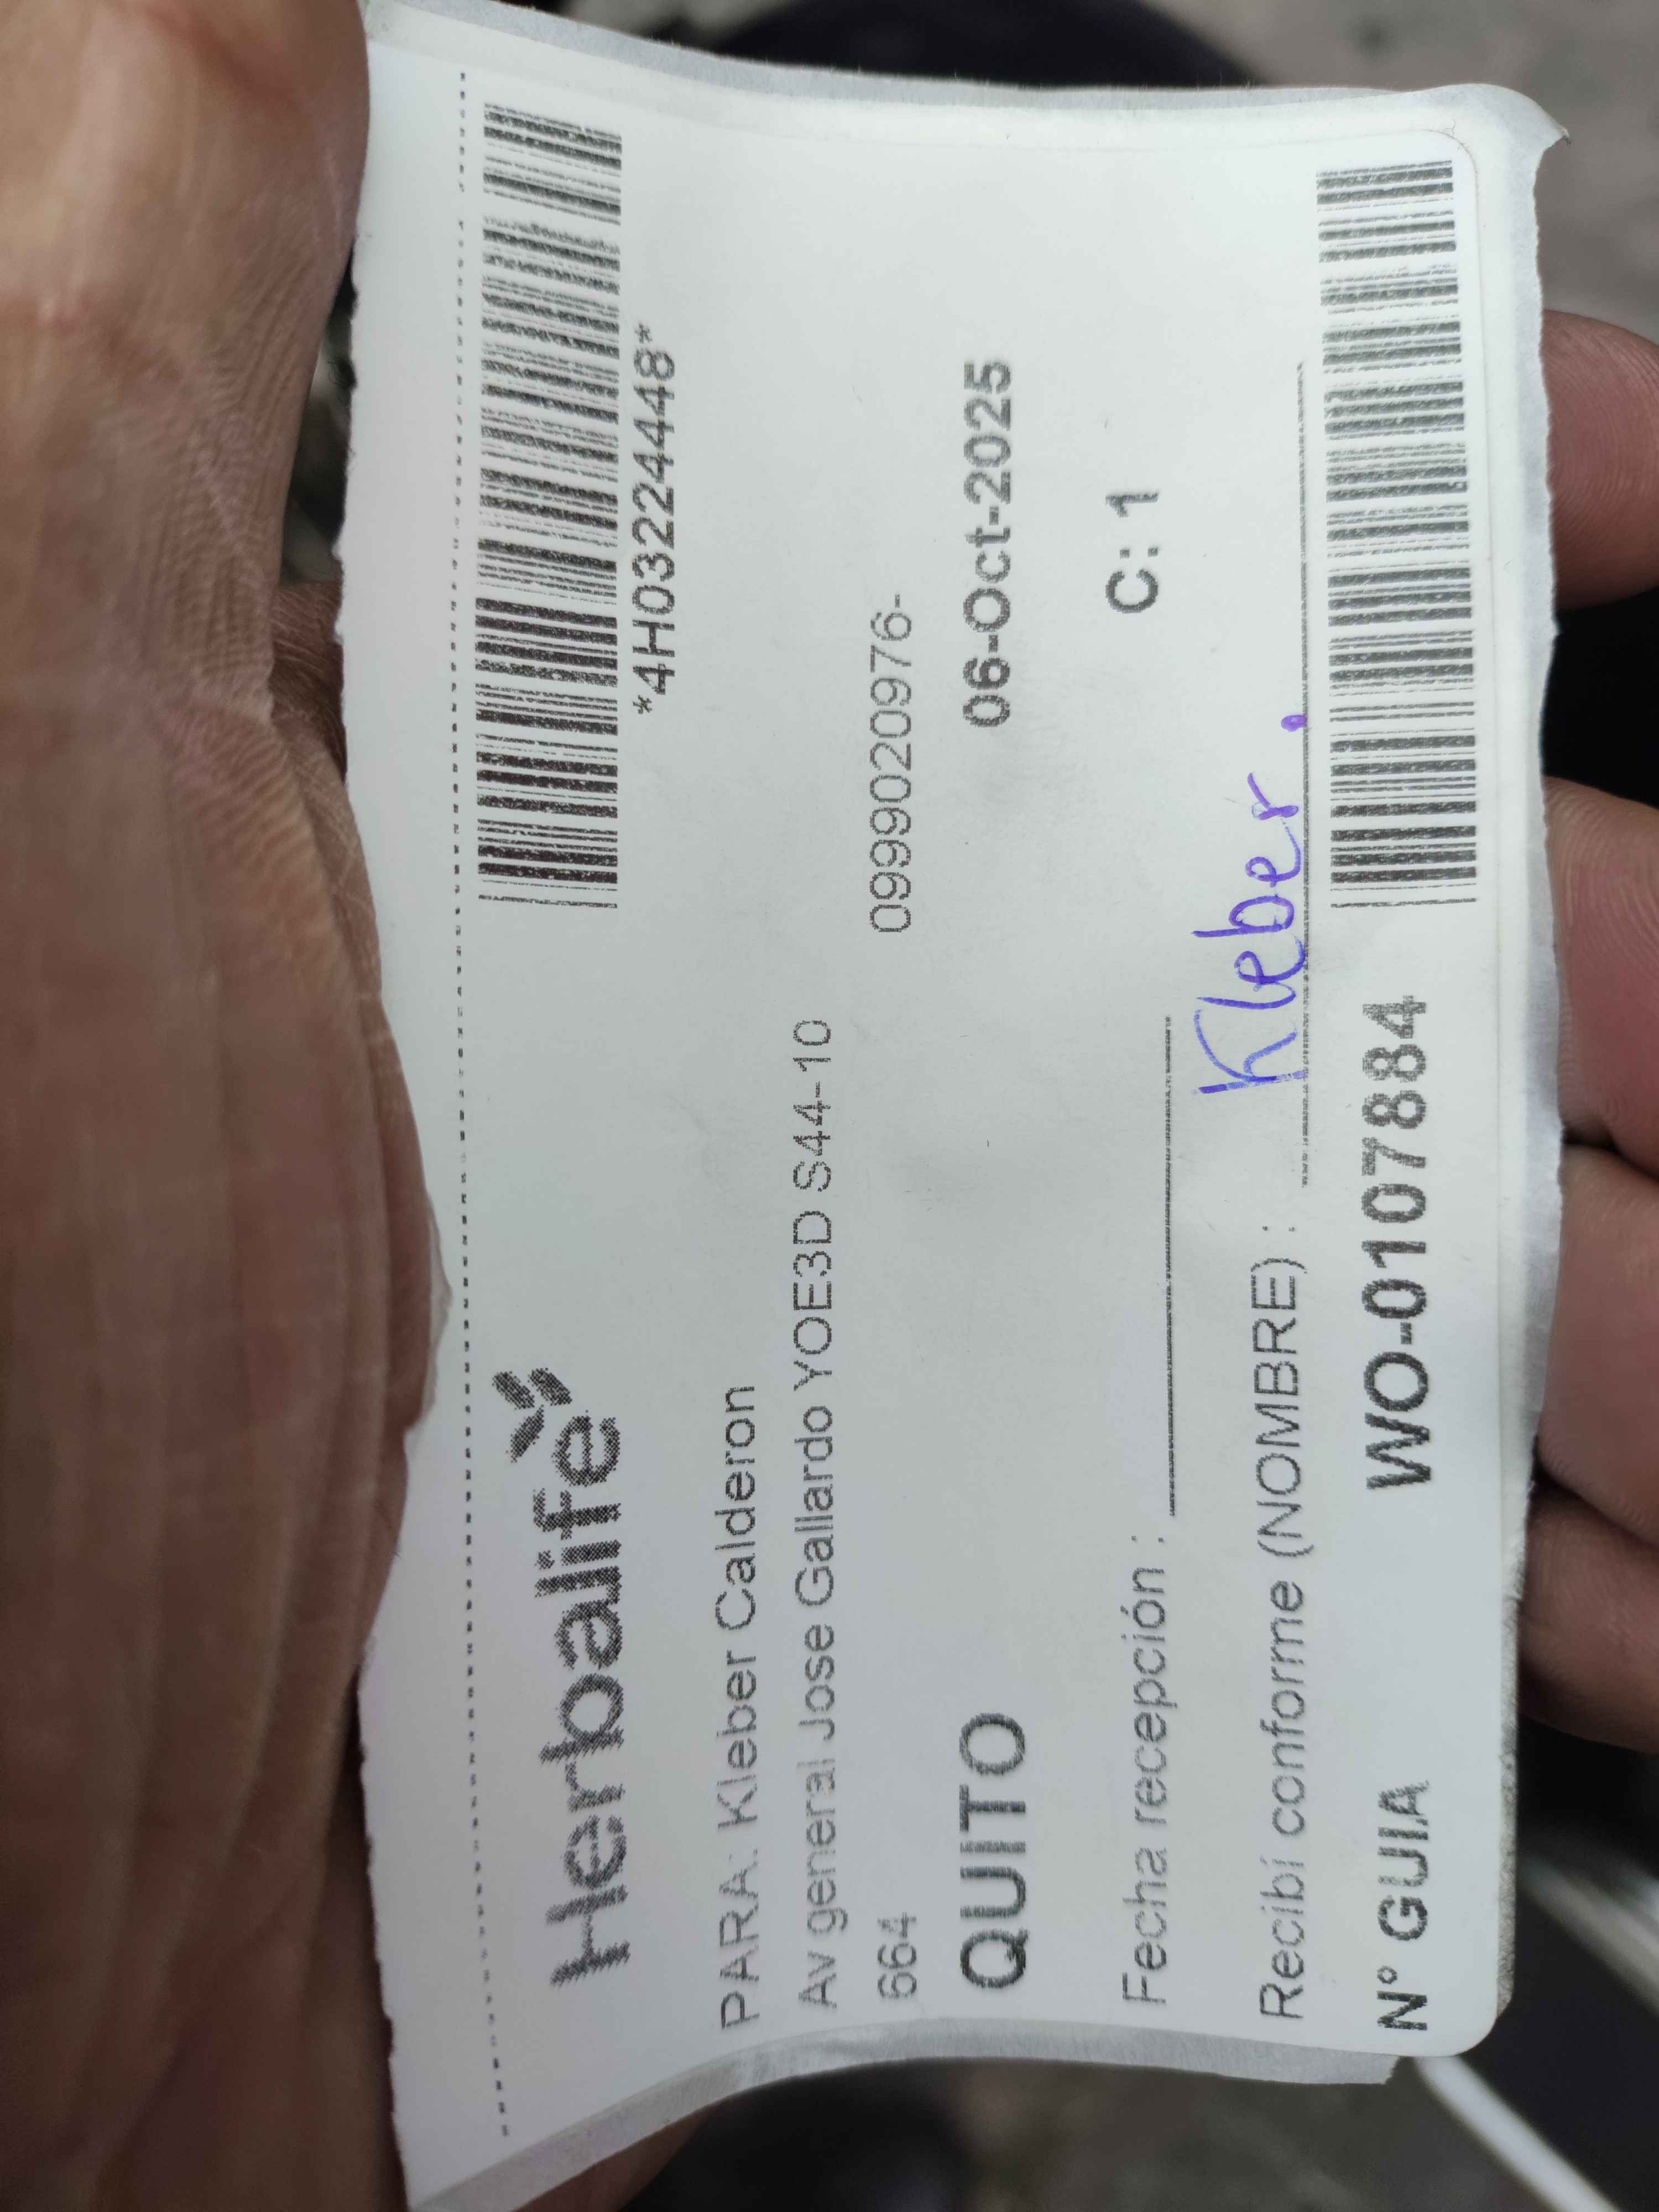 Herbalife
*4H03224448*
PARA: Kleber Calderon
Av general Jose Gallardo YOE3D S44-10
664 0999020976-
QUITO 06-Oct-2025
Fecha recepción : C: 1
Recibí conforme (NOMBRE) : Kleber.
N° GUIA WO-0107884